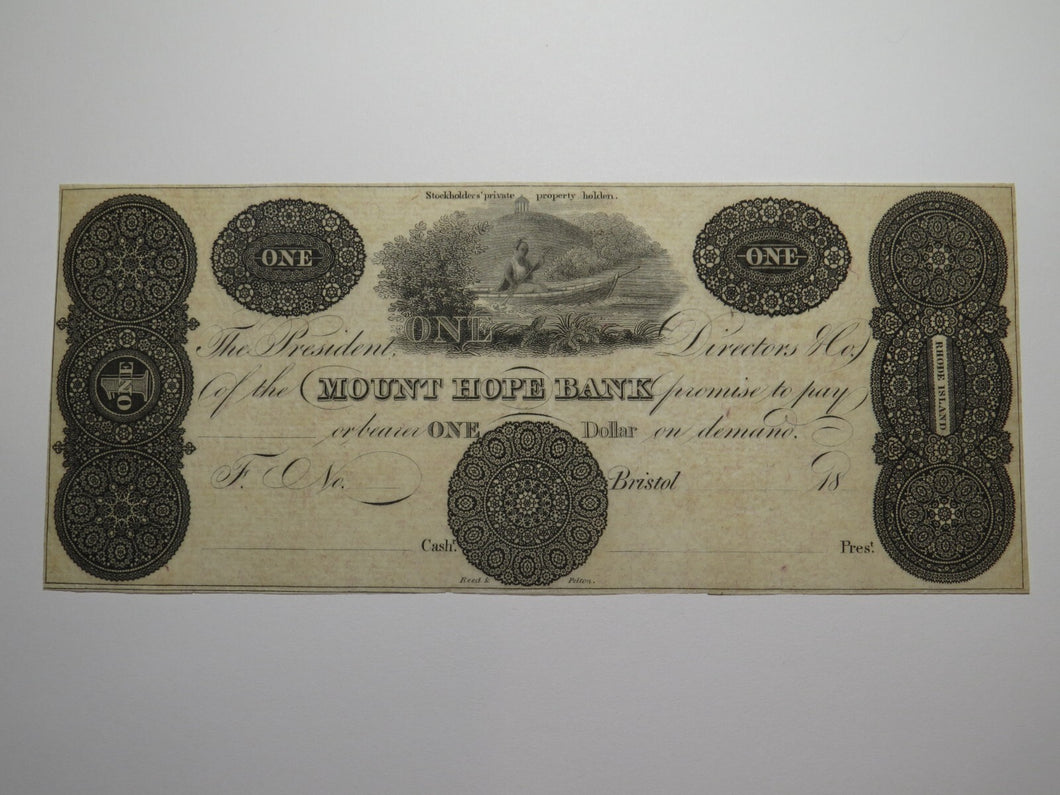 Stockholders' private property holden.
ONE
ONE
ONE
The President, Directors & Co.
of the MOUNT HOPE BANK promise to pay
or bearer ONE Dollar on demand.
F. No. Bristol 18
Cash.r Pres.t
Reed & Pelton.
ONE
1
RHODE ISLAND